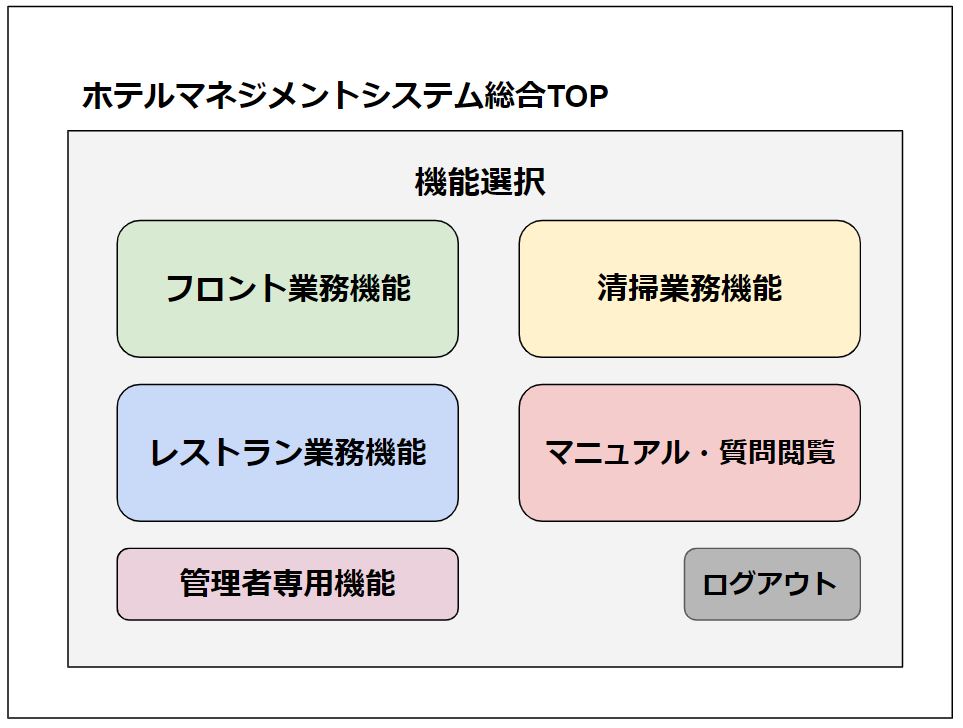 ホテルマネジメントシステム総合TOP
機能選択
フロント業務機能
清掃業務機能
レストラン業務機能
マニュアル・質問閲覧
管理者専用機能
ログアウト